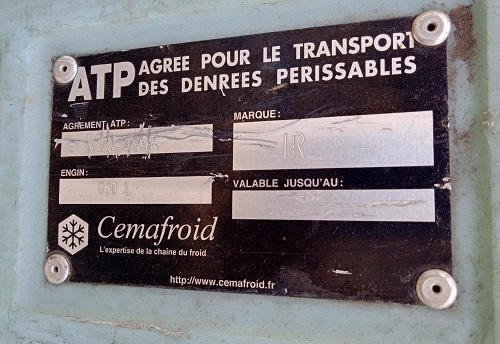 ATP AGREE POUR LE TRANSPORT
DES DENREES PERISSABLES
AGREMENT ATP :
MARQUE :
IR
ENGIN :
VALABLE JUSQU'AU :
Cemafroid
L'expertise de la chaîne du froid
http://www.cemafroid.fr